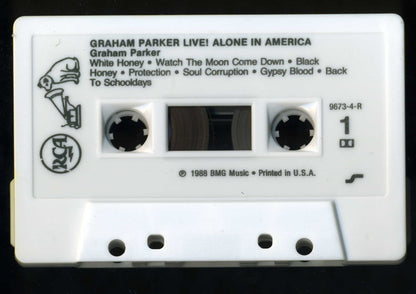 GRAHAM PARKER LIVE! ALONE IN AMERICA
Graham Parker
White Honey • Watch The Moon Come Down • Black
Honey • Protection • Soul Corruption • Gypsy Blood • Back
To Schooldays
9673-4-R
1
RCA
℗ 1988 BMG Music • Printed in U.S.A.